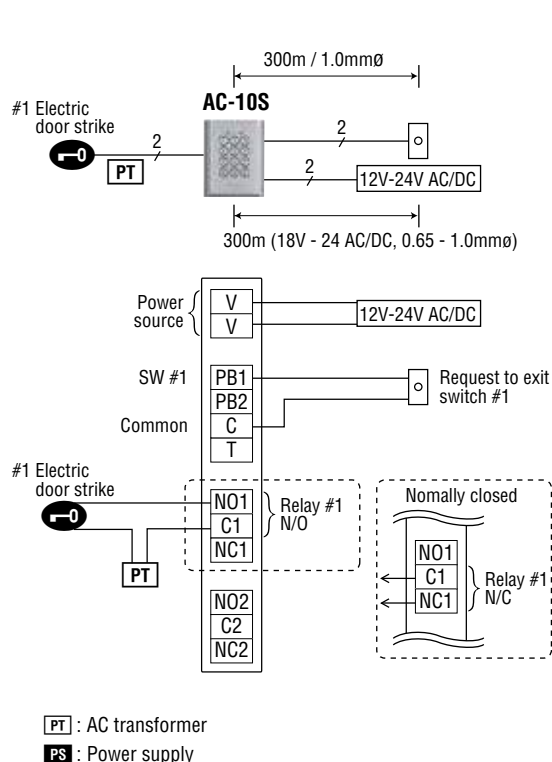 300m / 1.0mmø
AC-10S
#1 Electric
door strike
2
2
PT
2
12V-24V AC/DC
300m (18V - 24 AC/DC, 0.65 - 1.0mmø)
Power
source
V
V
12V-24V AC/DC
SW #1
PB1
PB2
Common
C
T
Request to exit
switch #1
#1 Electric
door strike
NO1
C1
NC1
Relay #1
N/O
PT
NO2
C2
NC2
Nomally closed
NO1
C1
NC1
Relay #1
N/C
PT : AC transformer
PS : Power supply